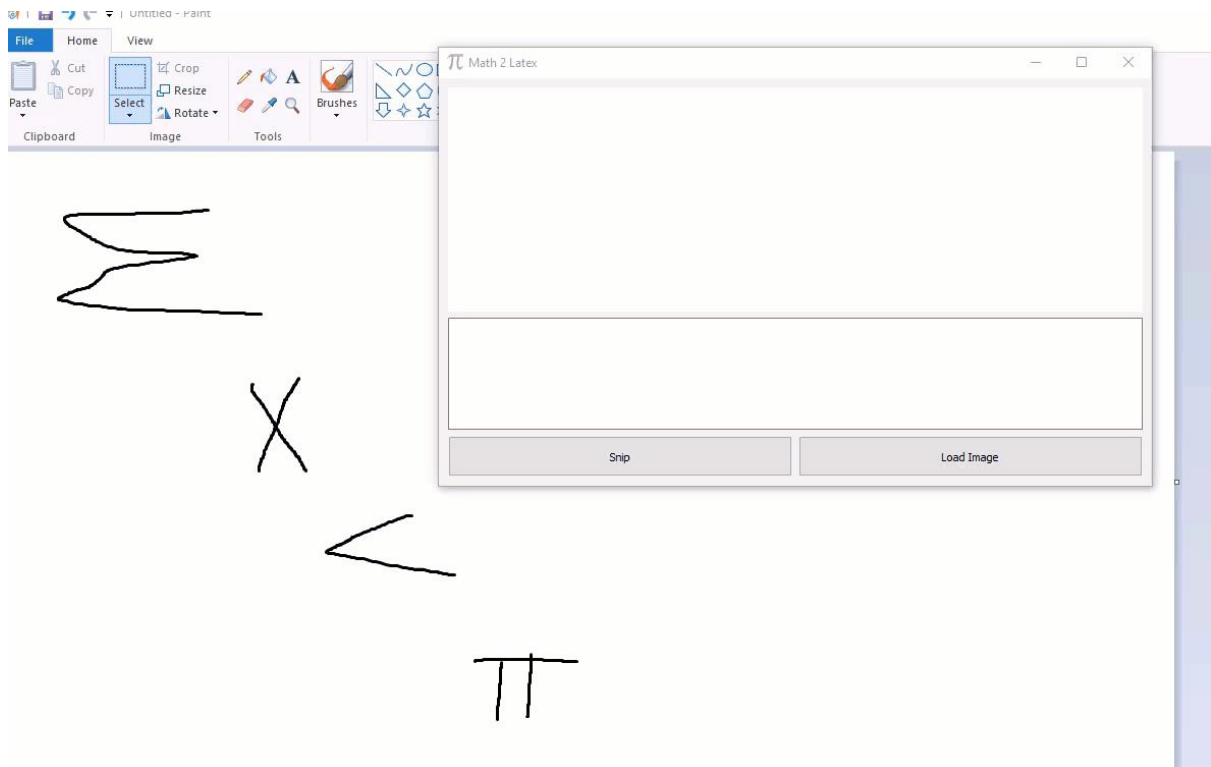 Untitled - Paint
File Home View
π Math 2 Latex
Paste
Cut
Copy
Clipboard
Select
Crop
Resize
Rotate
Image
A
Tools
Brushes
Snip Load Image
Σ
X
<
π